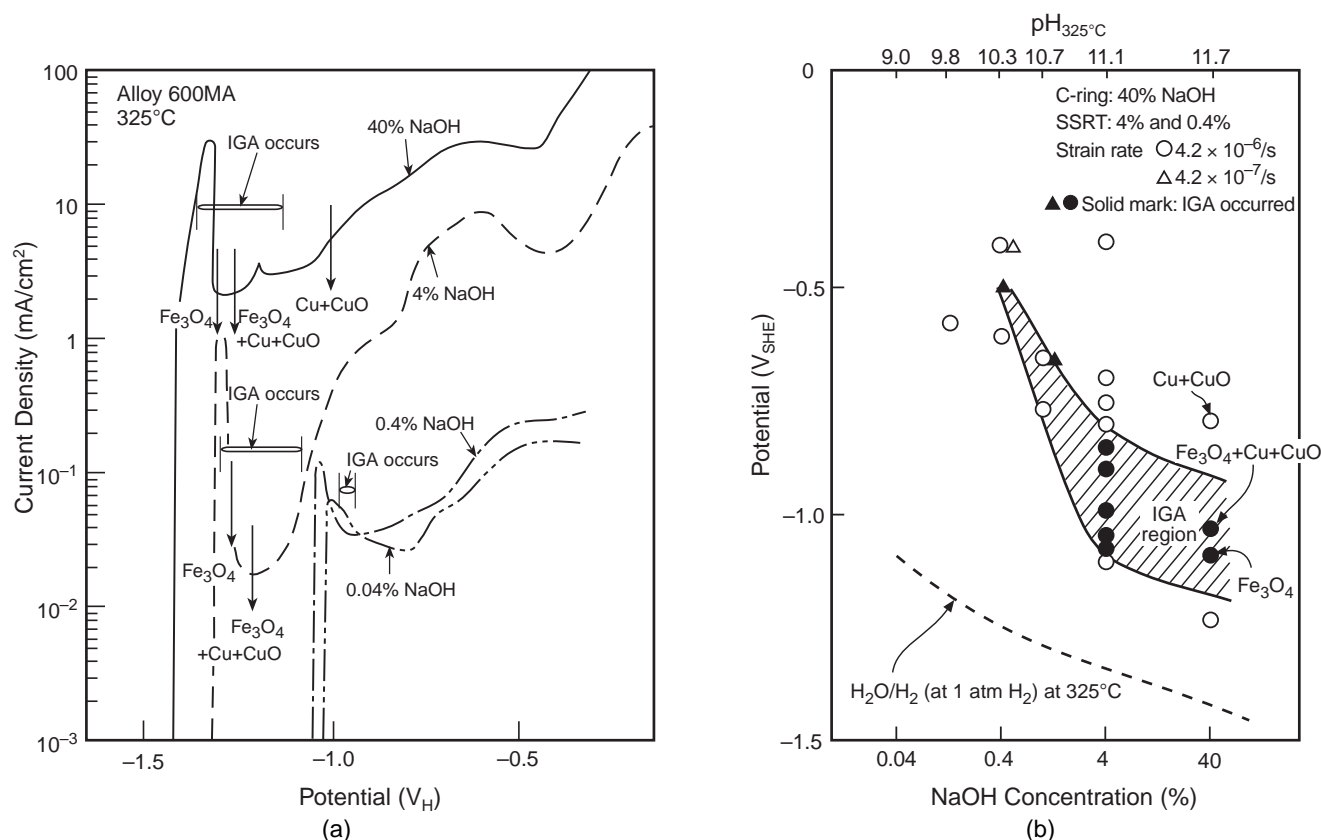 100
10
1
10–1
10–2
10–3
Current Density (mA/cm2)
Alloy 600MA
325°C
IGA occurs
40% NaOH
Fe3O4
Fe3O4
+Cu+CuO
Cu+CuO
4% NaOH
IGA occurs
0.4% NaOH
IGA occurs
Fe3O4
0.04% NaOH
Fe3O4
+Cu+CuO
–1.5
–1.0
–0.5
Potential (VH)
(a)
pH325°C
9.0 9.8 10.3 10.7 11.1 11.7
0
–0.5
–1.0
–1.5
Potential (VSHE)
C-ring: 40% NaOH
SSRT: 4% and 0.4%
Strain rate 4.2 × 10–6/s
4.2 × 10–7/s
Solid mark: IGA occurred
Cu+CuO
Fe3O4+Cu+CuO
IGA
region
Fe3O4
H2O/H2 (at 1 atm H2) at 325°C
0.04 0.4 4 40
NaOH Concentration (%)
(b)